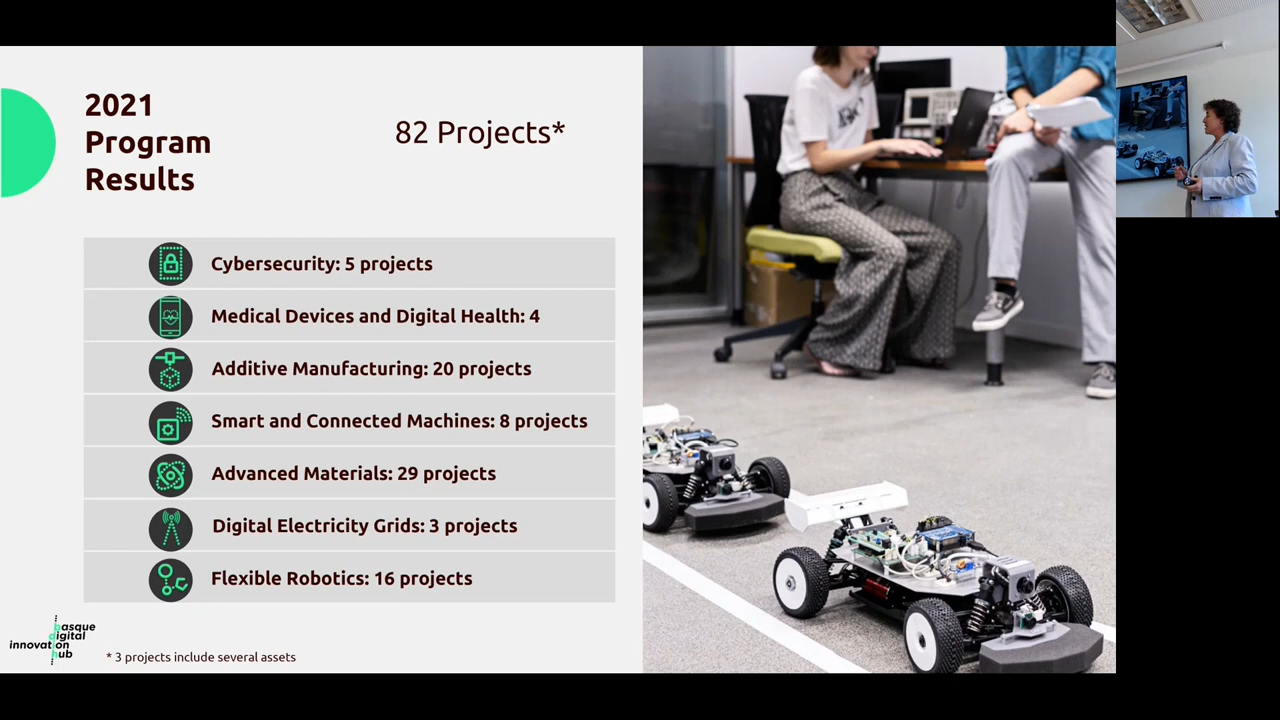 2021
Program
Results
82 Projects*
Cybersecurity: 5 projects
Medical Devices and Digital Health: 4
Additive Manufacturing: 20 projects
Smart and Connected Machines: 8 projects
Advanced Materials: 29 projects
Digital Electricity Grids: 3 projects
Flexible Robotics: 16 projects
basque
digital
innovation
hub
* 3 projects include several assets